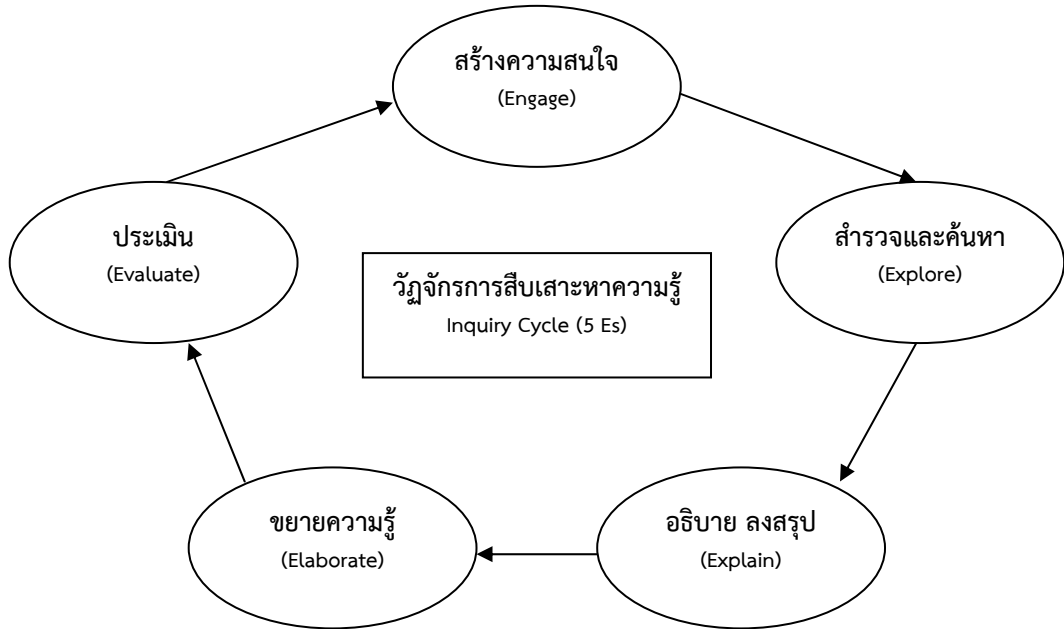 สร้างความสนใจ
(Engage)
ประเมิน
(Evaluate)
สำรวจและค้นหา
(Explore)
วัฏจักรการสืบเสาะหาความรู้
Inquiry Cycle (5 Es)
ขยายความรู้
(Elaborate)
อธิบาย ลงสรุป
(Explain)